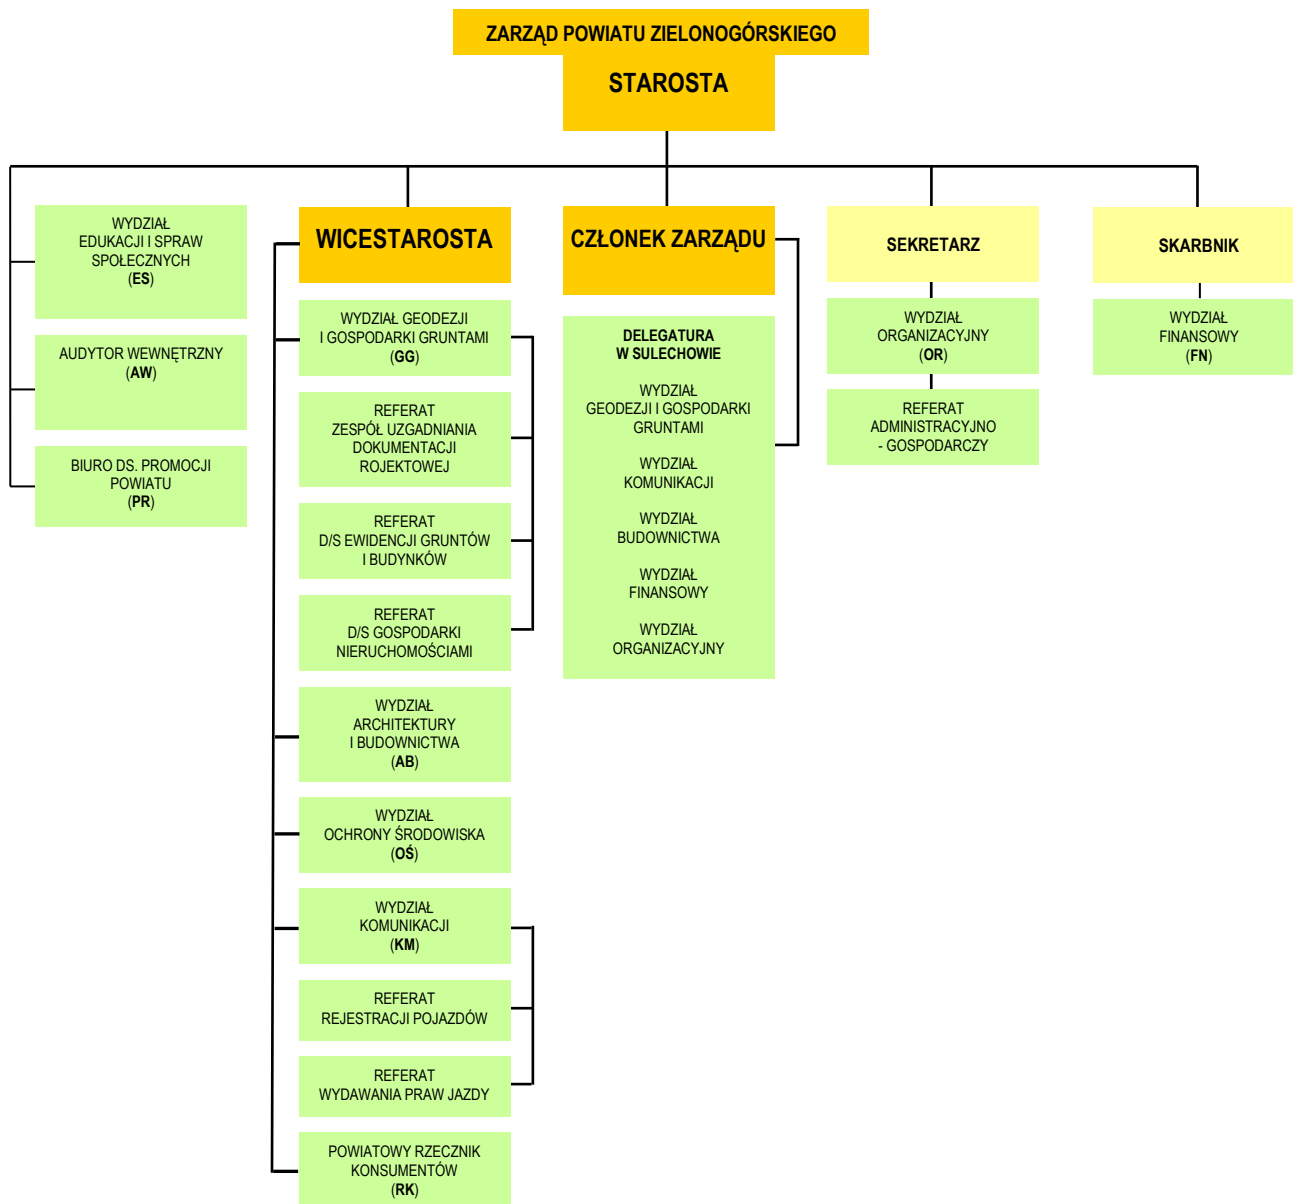 ZARZĄD POWIATU ZIELONOGÓRSKIEGO
STAROSTA
WYDZIAŁ
EDUKACJI I SPRAW
SPOŁECZNYCH
(ES)
AUDYTOR WEWNĘTRZNY
(AW)
BIURO DS. PROMOCJI
POWIATU
(PR)
WICESTAROSTA
WYDZIAŁ GEODEZJI
I GOSPODARKI GRUNTAMI
(GG)
REFERAT
ZESPÓŁ UZGADNIANIA
DOKUMENTACJI
ROJEKTOWEJ
REFERAT
D/S EWIDENCJI GRUNTÓW
I BUDYNKÓW
REFERAT
D/S GOSPODARKI
NIERUCHOMOŚCIAMI
WYDZIAŁ
ARCHITEKTURY
I BUDOWNICTWA
(AB)
WYDZIAŁ
OCHRONY ŚRODOWISKA
(OŚ)
WYDZIAŁ
KOMUNIKACJI
(KM)
REFERAT
REJESTRACJI POJAZDÓW
REFERAT
WYDAWANIA PRAW JAZDY
POWIATOWY RZECZNIK
KONSUMENTÓW
(RK)
CZŁONEK ZARZĄDU
DELEGATURA
W SULECHOWIE
WYDZIAŁ
GEODEZJI I GOSPODARKI
GRUNTAMI
WYDZIAŁ
KOMUNIKACJI
WYDZIAŁ
BUDOWNICTWA
WYDZIAŁ
FINANSOWY
WYDZIAŁ
ORGANIZACYJNY
SEKRETARZ
WYDZIAŁ
ORGANIZACYJNY
(OR)
REFERAT
ADMINISTRACYJNO
- GOSPODARCZY
SKARBNIK
WYDZIAŁ
FINANSOWY
(FN)